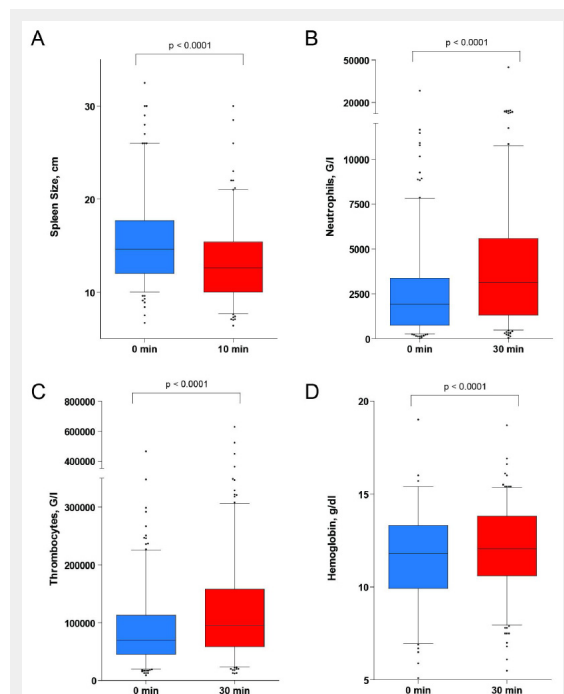 A
p < 0.0001
Spleen Size, cm
30
20
10
0 min
10 min
B
p < 0.0001
Neutrophils, G/l
50000
20000
10000
5000
2500
0
0 min
30 min
C
p < 0.0001
Thrombocytes, G/l
800000
600000
400000
300000
200000
100000
0
0 min
30 min
D
p < 0.0001
Hemoglobin, g/dl
20
15
10
5
0 min
30 min